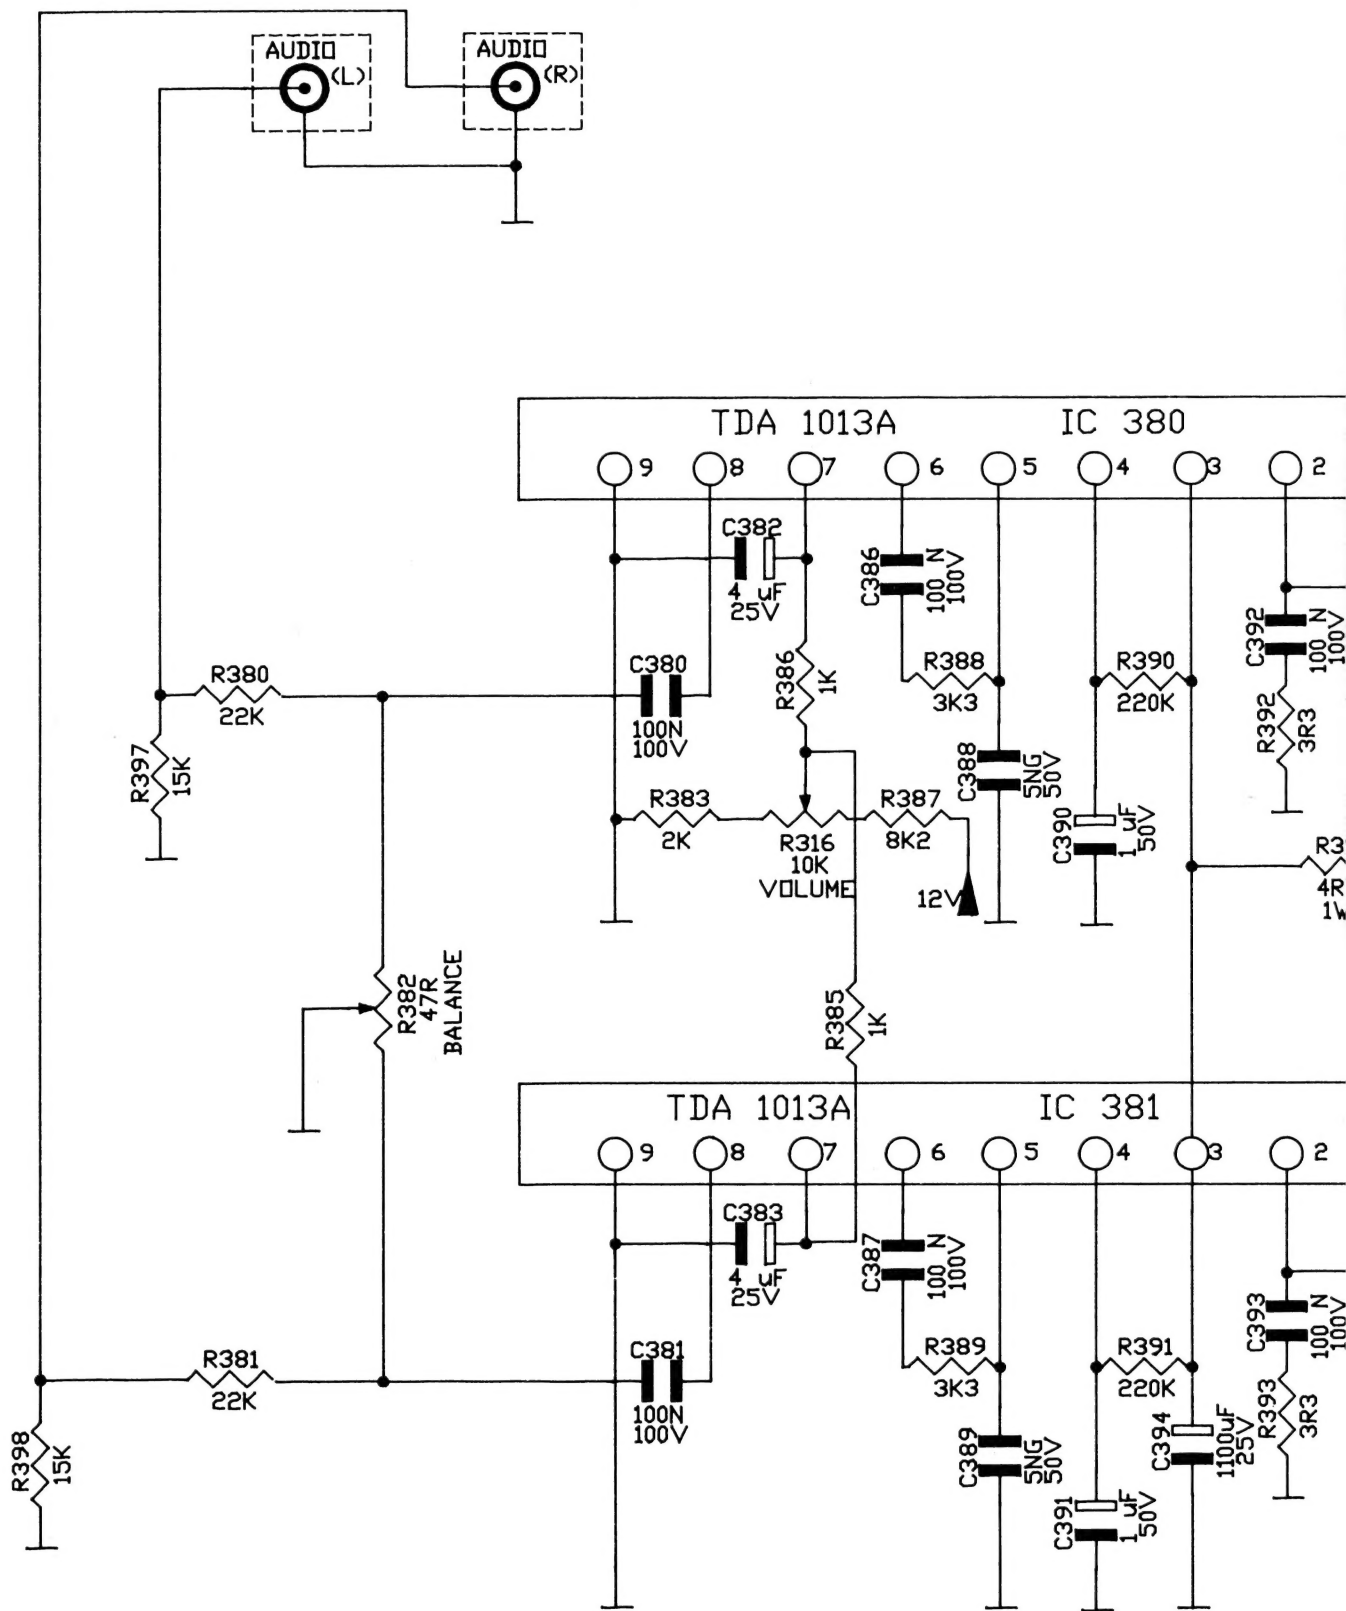 AUDIO
(L)
AUDIO
(R)
TDA 1013A
IC 380
9
8
7
6
5
4
3
2
C382
4 uF
25V
C386
100 N
100V
C392
100 N
100V
R380
22K
C380
100N
100V
R386
1K
R388
3K3
R390
220K
R392
3R3
R397
15K
C388
5NG
50V
R383
2K
R316
10K
VOLUME
R387
8K2
12V
C390
1 uF
50V
4R
1W
R382
47R
BALANCE
R385
1K
TDA 1013A
IC 381
9
8
7
6
5
4
3
2
C383
4 uF
25V
C387
100 N
100V
C393
100 N
100V
R381
22K
C381
100N
100V
R389
3K3
R391
220K
R393
3R3
R398
15K
C389
5NG
50V
C394
1100uF
25V
C391
1 uF
50V